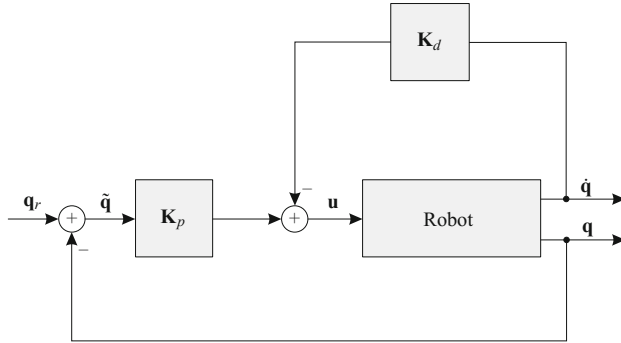 K_d
−
q̇
q_r
q̃
u
+
K_p
+
Robot
q
−